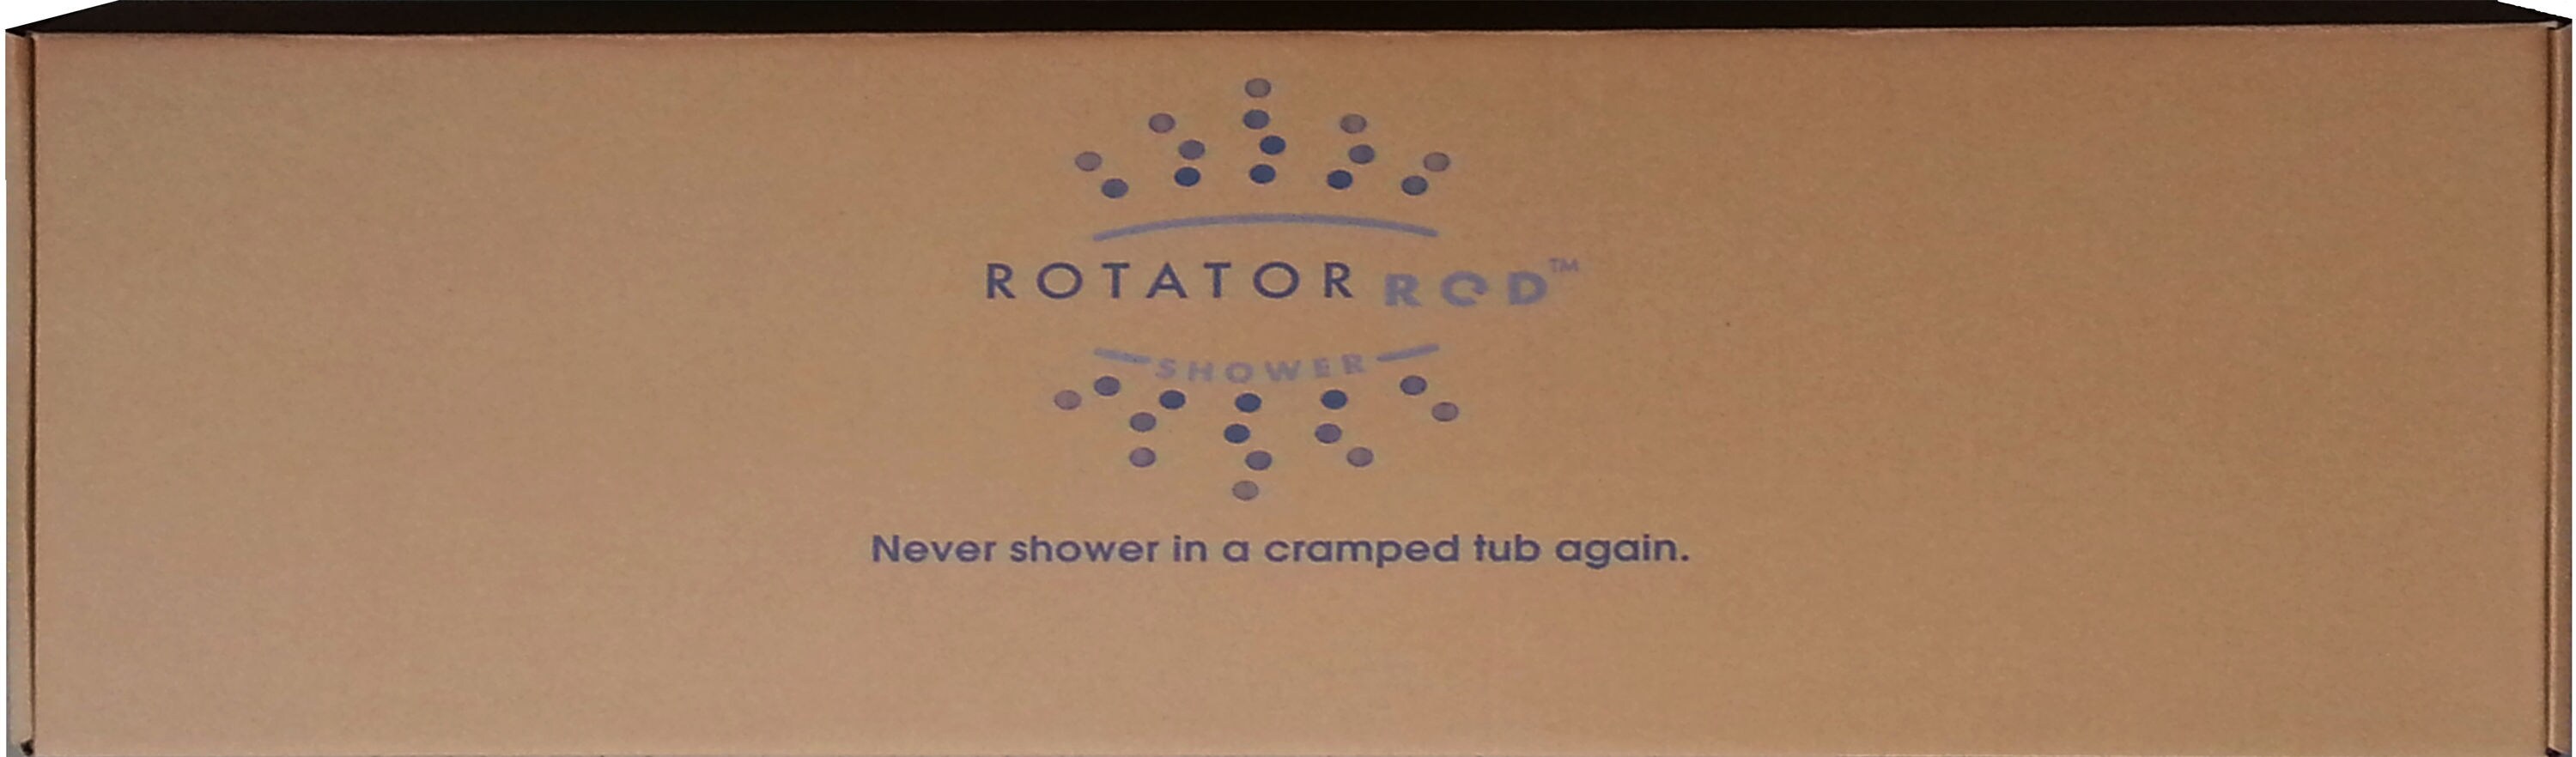 ROTATOR ROD™
SHOWER
Never shower in a cramped tub again.